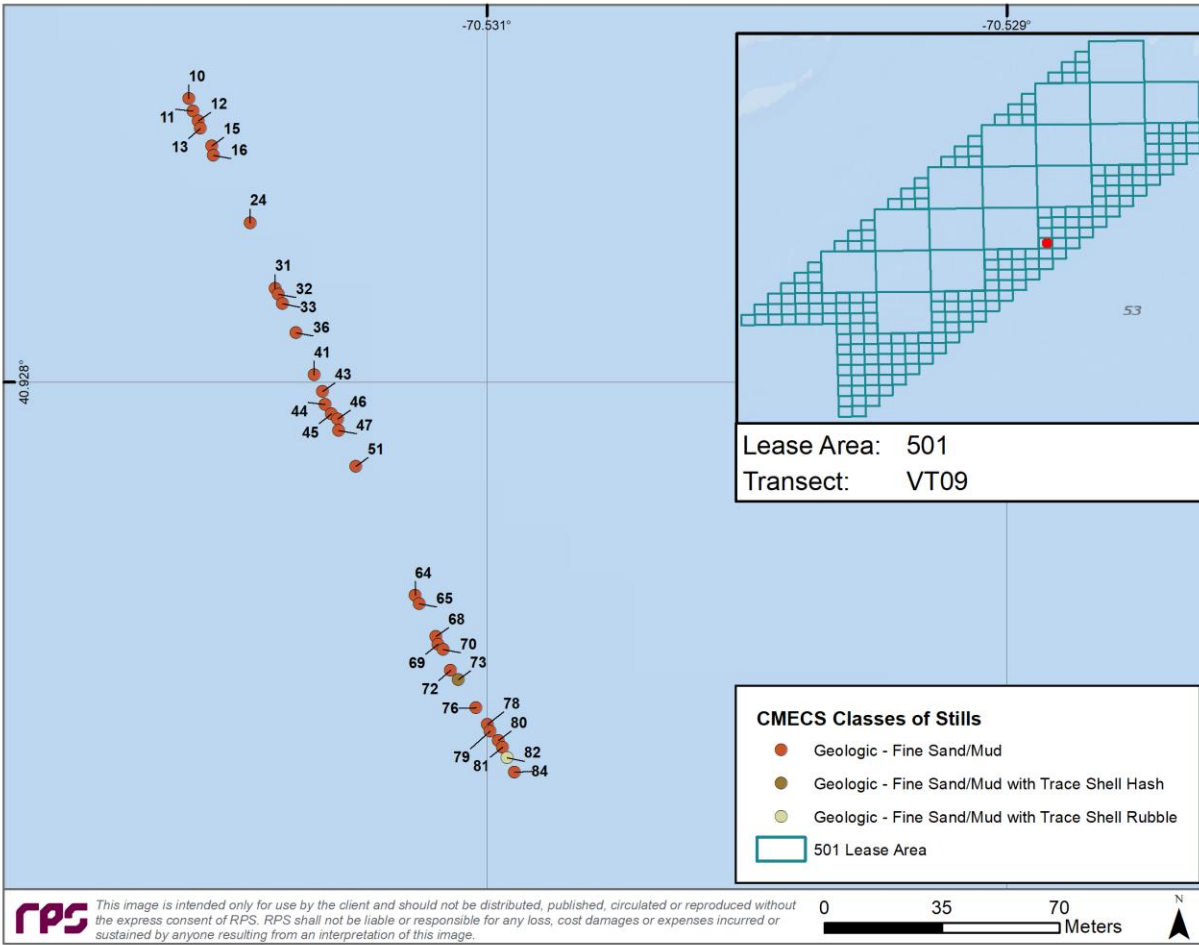 -70.531°
-70.529°
10
11
12
13
15
16
24
31
32
33
36
41
40.928°
43
44
46
45
47
51
64
65
68
69
70
72
73
76
78
79
80
81
82
84
53
Lease Area: 501
Transect: VT09
CMECS Classes of Stills
Geologic - Fine Sand/Mud
Geologic - Fine Sand/Mud with Trace Shell Hash
Geologic - Fine Sand/Mud with Trace Shell Rubble
501 Lease Area
rps
This image is intended only for use by the client and should not be distributed, published, circulated or reproduced without
the express consent of RPS. RPS shall not be liable or responsible for any loss, cost damages or expenses incurred or
sustained by anyone resulting from an interpretation of this image.
0 35 70
Meters
N